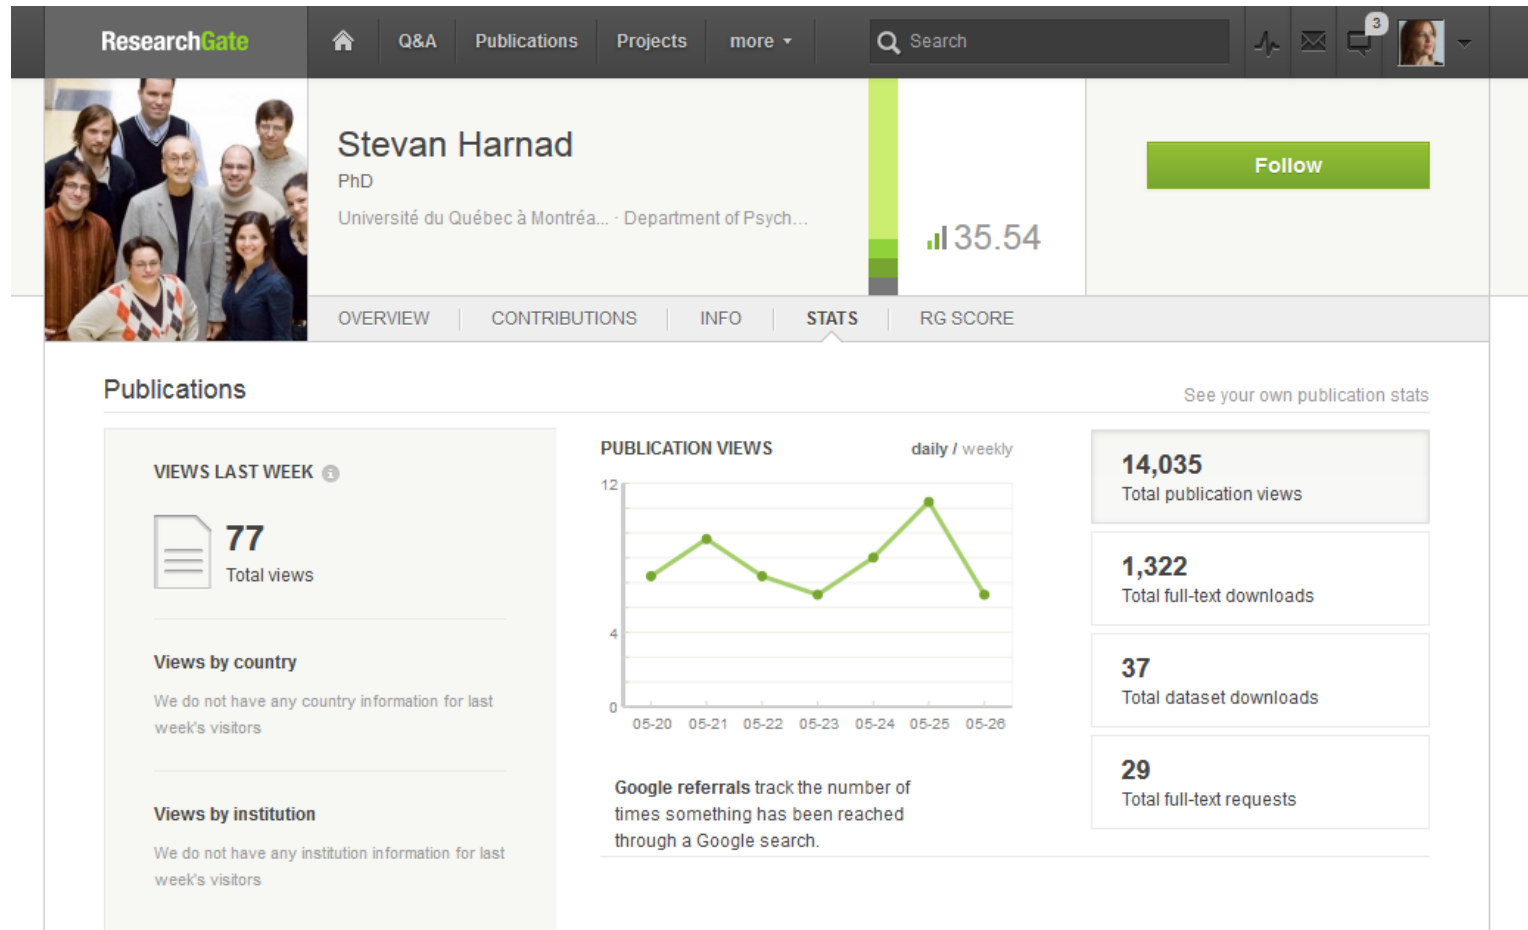 ResearchGate
Q&A
Publications
Projects
more
Search
3
Stevan Harnad
PhD
Université du Québec à Montréa... · Department of Psych...
35.54
Follow
OVERVIEW
CONTRIBUTIONS
INFO
STATS
RG SCORE
Publications
See your own publication stats
VIEWS LAST WEEK
77
Total views
Views by country
We do not have any country information for last
week's visitors
Views by institution
We do not have any institution information for last
week's visitors
PUBLICATION VIEWS
daily / weekly
12
4
0
05-20 05-21 05-22 05-23 05-24 05-25 05-26
Google referrals track the number of
times something has been reached
through a Google search.
14,035
Total publication views
1,322
Total full-text downloads
37
Total dataset downloads
29
Total full-text requests